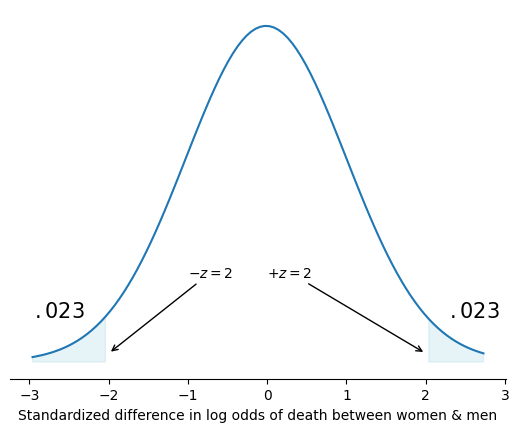 −z = 2 +z = 2
.023 .023
−3 −2 −1 0 1 2 3
Standardized difference in log odds of death between women & men